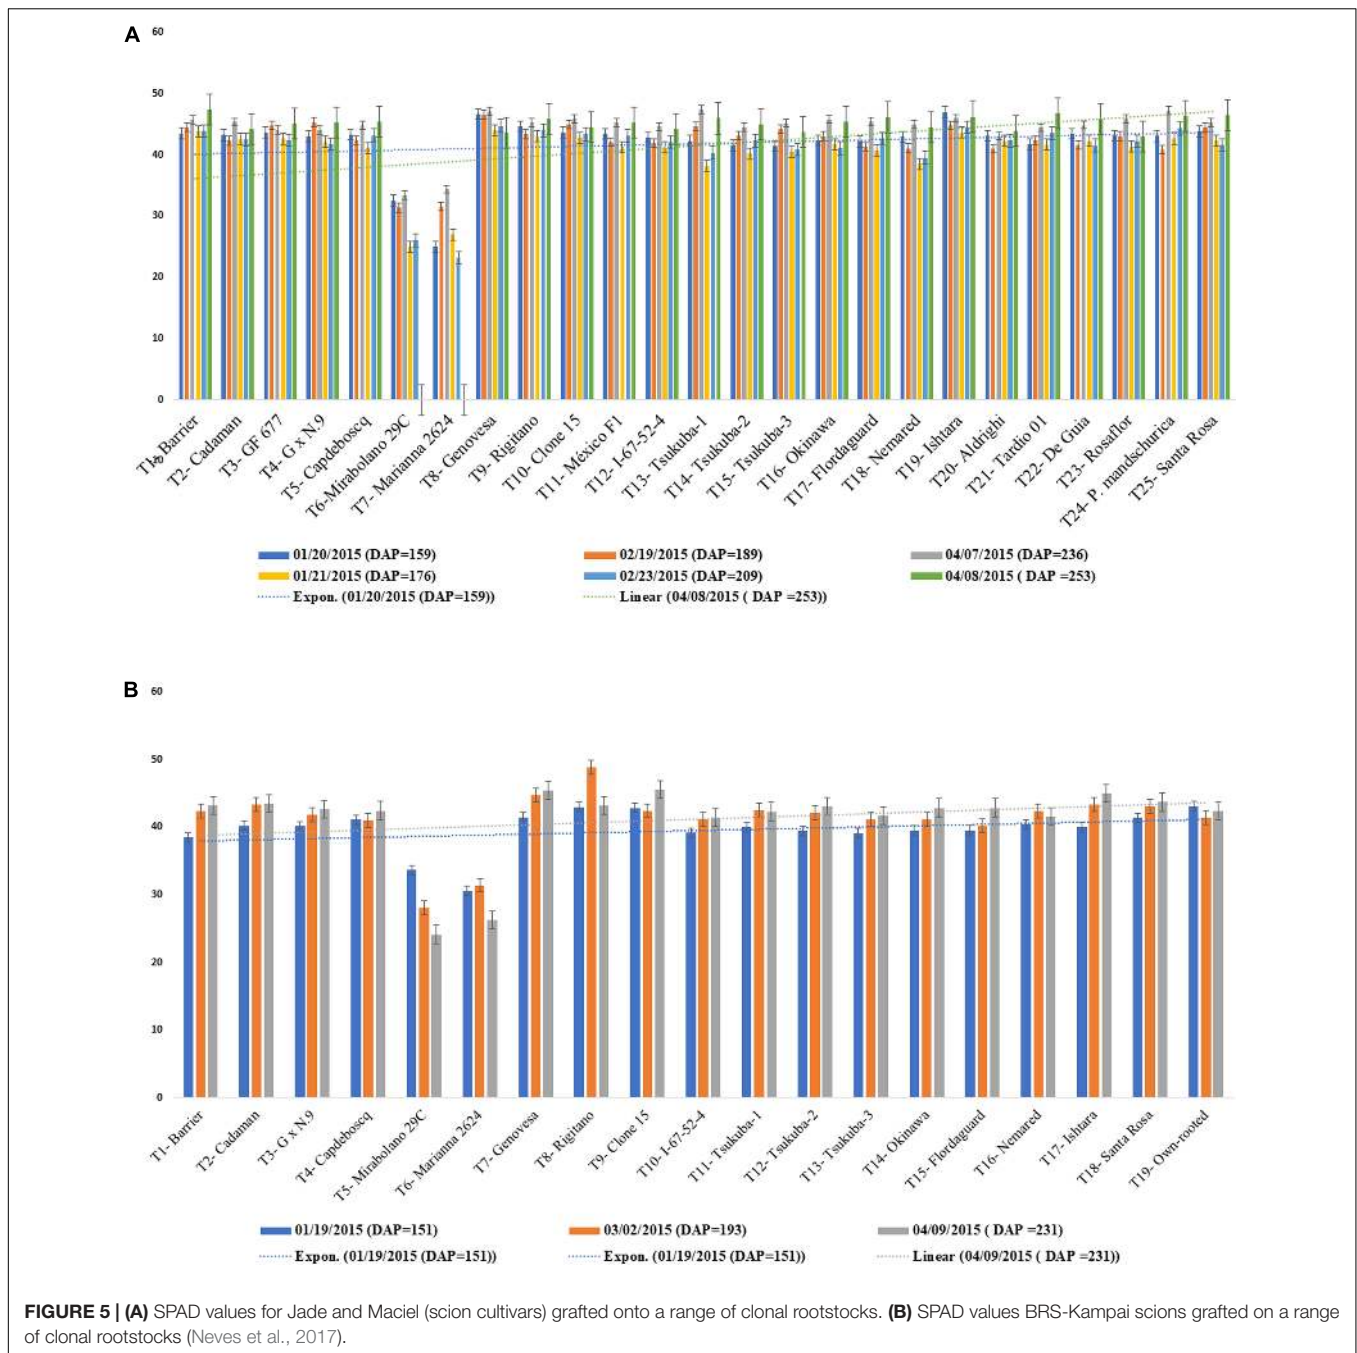 A
60
50
40
30
20
10
0
T1- Barrier
T2- Cadaman
T3- GF 677
T4- G x N.9
T5- Capdeboscq
T6-Mirabolano 29C
T7- Marianna 2624
T8- Genovesa
T9- Rigitano
T10- Clone 15
T11- México F1
T12- I-67-52-4
T13- Tsukuba-1
T14- Tsukuba-2
T15- Tsukuba-3
T16- Okinawa
T17- Flordaguard
T18- Nemared
T19- Ishtara
T20- Aldrighi
T21- Tardio 01
T22- De Guia
T23- Rosaflor
T24- P. mandschurica
T25- Santa Rosa
01/20/2015 (DAP=159) 02/19/2015 (DAP=189) 04/07/2015 (DAP=236)
01/21/2015 (DAP=176) 02/23/2015 (DAP=209) 04/08/2015 ( DAP =253)
Expon. (01/20/2015 (DAP=159)) Linear (04/08/2015 ( DAP =253))
B
60
50
40
30
20
10
0
T1- Barrier
T2- Cadaman
T3- G x N.9
T4- Capdeboscq
T5- Mirabolano 29C
T6- Marianna 2624
T7- Genovesa
T8- Rigitano
T9- Clone 15
T10- I-67-52-4
T11- Tsukuba-1
T12- Tsukuba-2
T13- Tsukuba-3
T14- Okinawa
T15- Flordaguard
T16- Nemared
T17- Ishtara
T18- Santa Rosa
T19- Own-rooted
01/19/2015 (DAP=151) 03/02/2015 (DAP=193) 04/09/2015 ( DAP =231)
Expon. (01/19/2015 (DAP=151)) Expon. (01/19/2015 (DAP=151)) Linear (04/09/2015 ( DAP =231))
FIGURE 5 | (A) SPAD values for Jade and Maciel (scion cultivars) grafted onto a range of clonal rootstocks. (B) SPAD values BRS-Kampai scions grafted on a range
of clonal rootstocks (Neves et al., 2017).